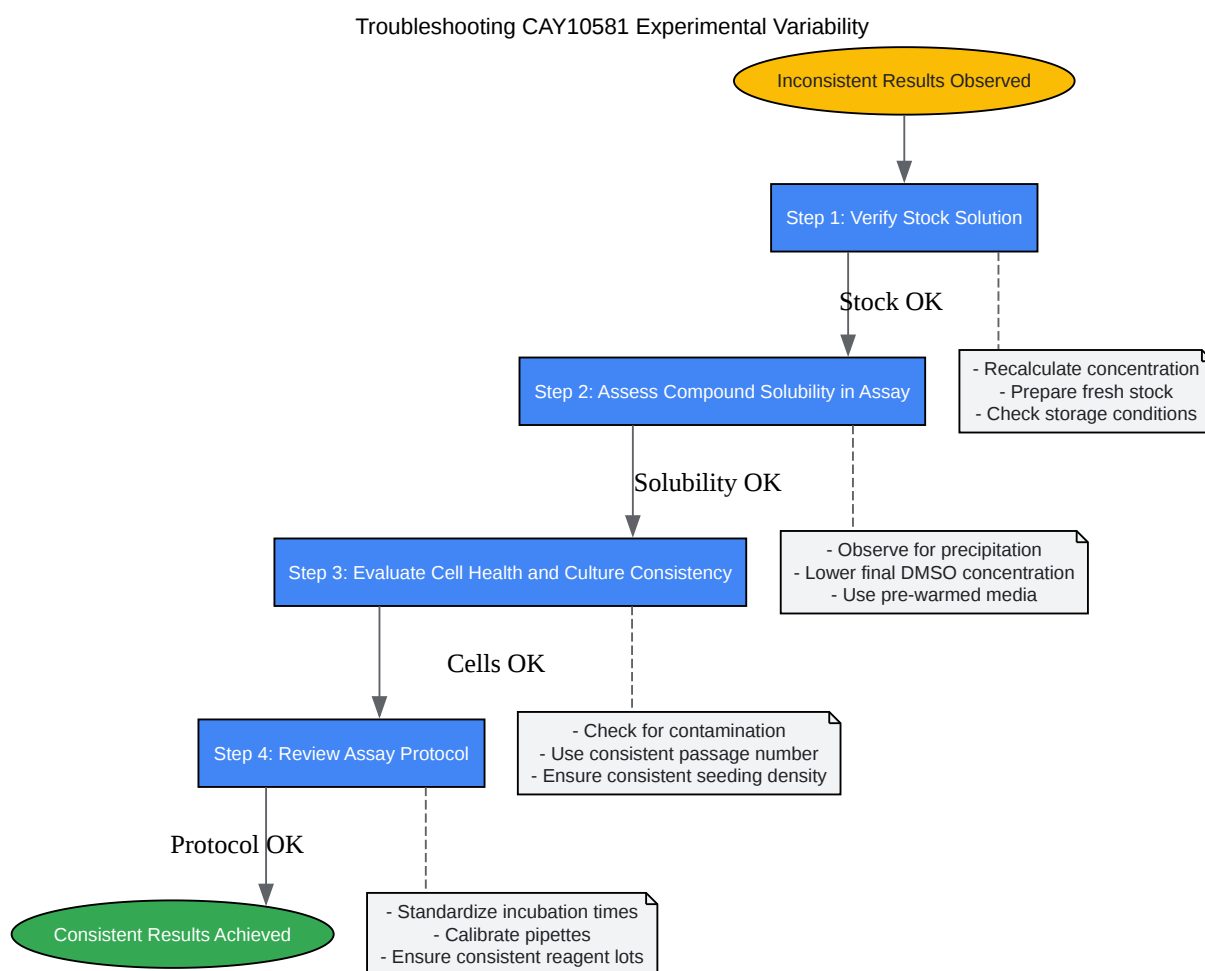 Troubleshooting CAY10581 Experimental Variability
Inconsistent Results Observed
Step 1: Verify Stock Solution
Stock OK
- Recalculate concentration
- Prepare fresh stock
- Check storage conditions
Step 2: Assess Compound Solubility in Assay
Solubility OK
- Observe for precipitation
- Lower final DMSO concentration
- Use pre-warmed media
Step 3: Evaluate Cell Health and Culture Consistency
Cells OK
- Check for contamination
- Use consistent passage number
- Ensure consistent seeding density
Step 4: Review Assay Protocol
Protocol OK
- Standardize incubation times
- Calibrate pipettes
- Ensure consistent reagent lots
Consistent Results Achieved